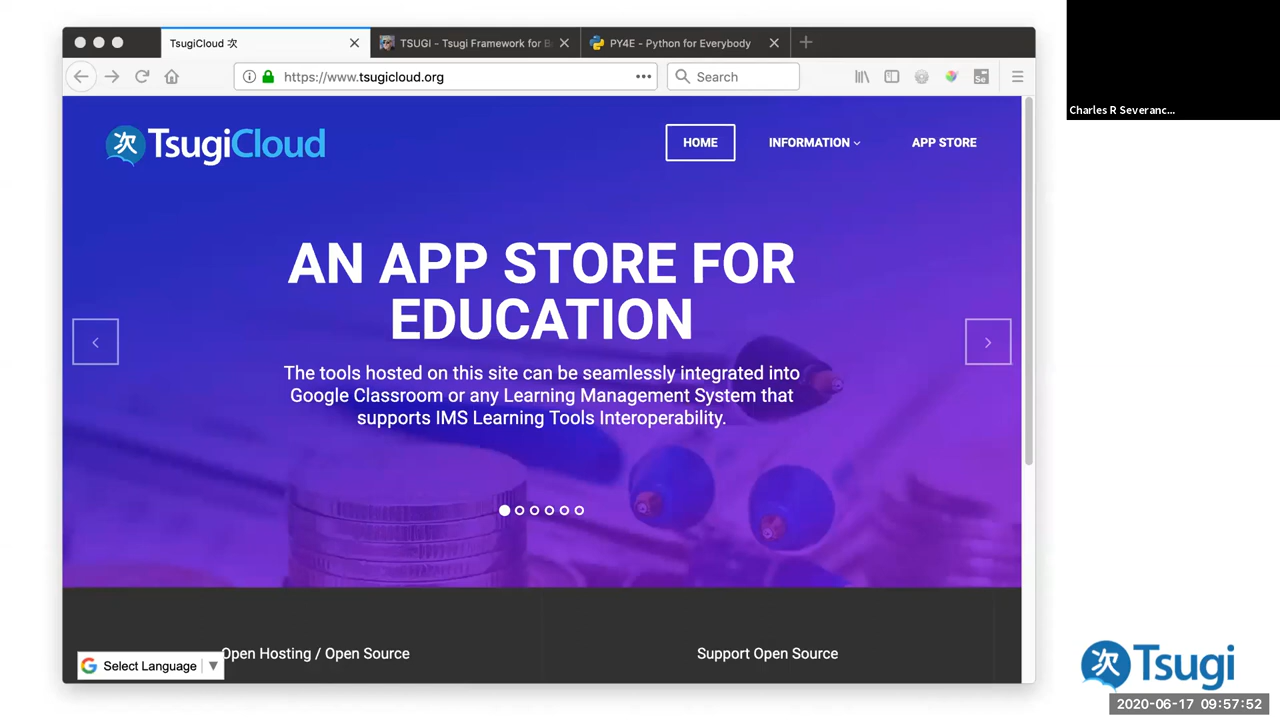 TsugiCloud 次
TSUGI - Tsugi Framework for B
PY4E - Python for Everybody
https://www.tsugicloud.org
Search
Se
Charles R Severanc...
次 TsugiCloud
HOME
INFORMATION
APP STORE
AN APP STORE FOR
EDUCATION
The tools hosted on this site can be seamlessly integrated into
Google Classroom or any Learning Management System that
supports IMS Learning Tools Interoperability.
Open Hosting / Open Source
Support Open Source
G Select Language
次 Tsugi
2020-06-17 09:57:52